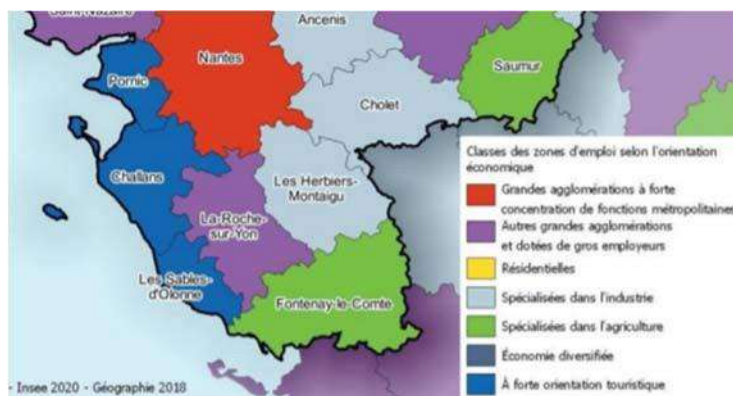 Saint-Nazaire
Ancenis
Nantes
Saumur
Pornic
Cholet
Challans
Les Herbiers-
Montaigu
La-Roche-
sur-Yon
Les Sables-
d'Olonne
Fontenay-le-Comte
Classes des zones d'emploi selon l'orientation
économique
Grandes agglomérations à forte
concentration de fonctions métropolitaines
Autres grandes agglomérations
et dotées de gros employeurs
Résidentielles
Spécialisées dans l'industrie
Spécialisées dans l'agriculture
Économie diversifiée
À forte orientation touristique
- Insee 2020 - Géographie 2018